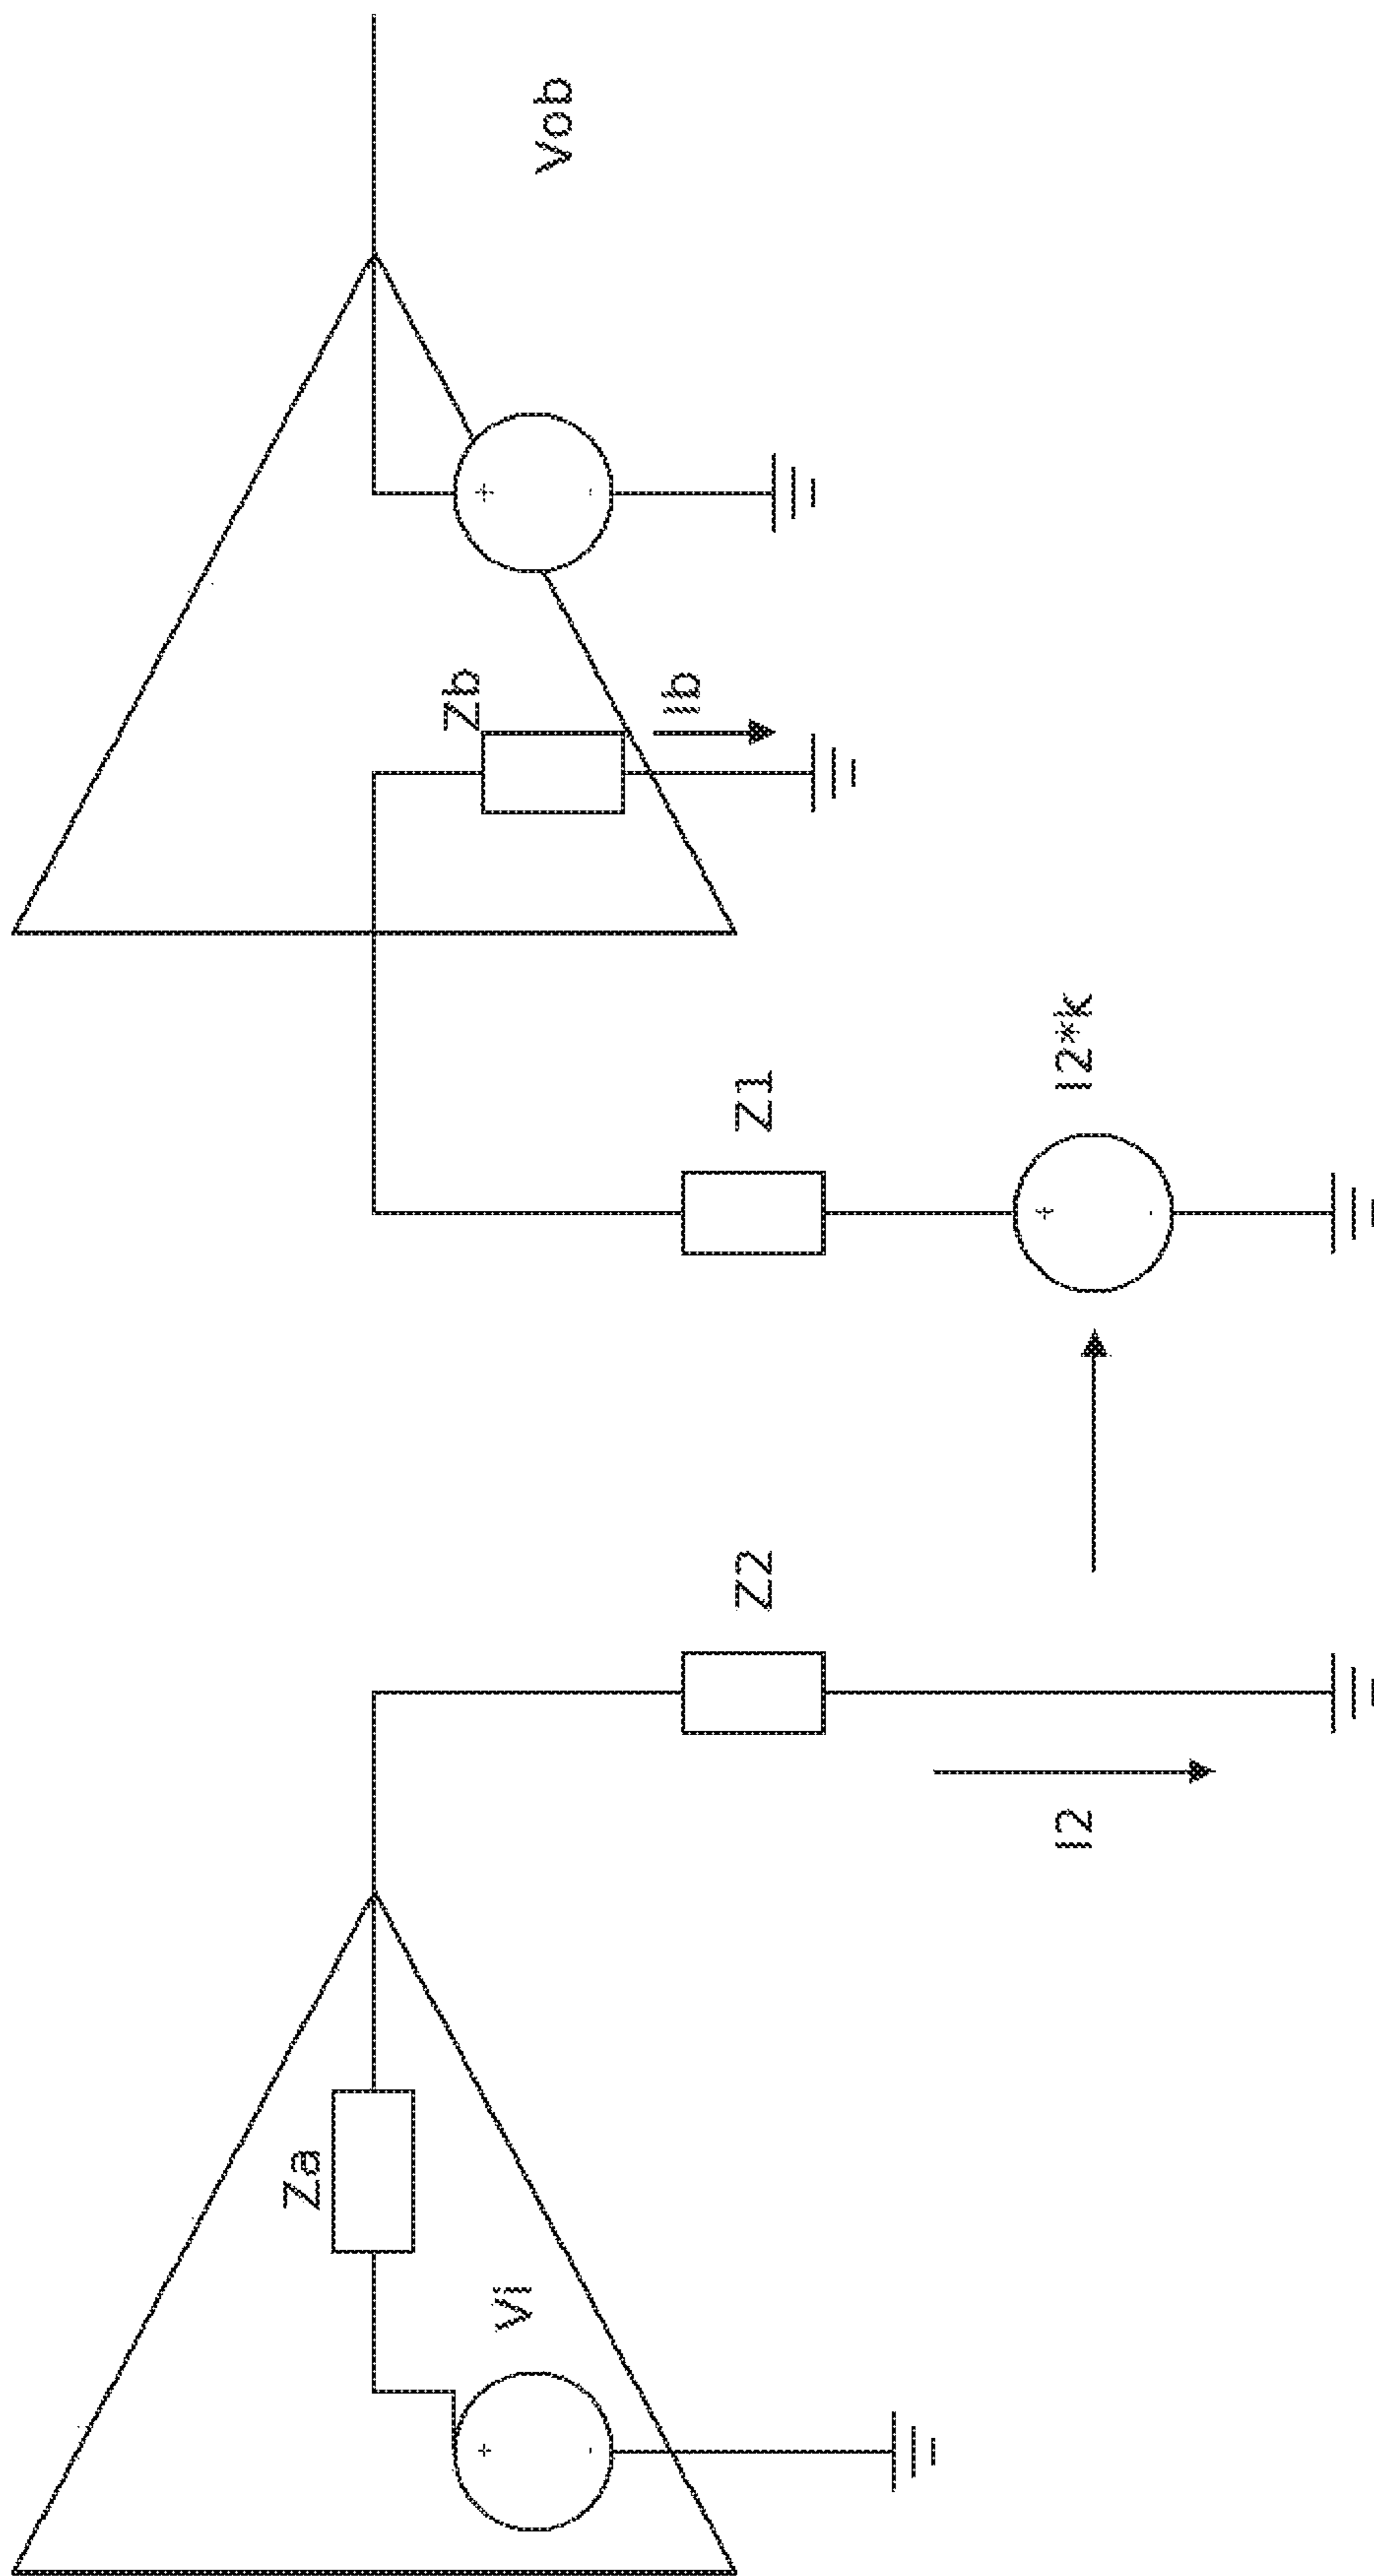 Vob
Zb
Ib
Z1
I2*k
Z2
I2
Za
Vi
+
-
+
-
+
-